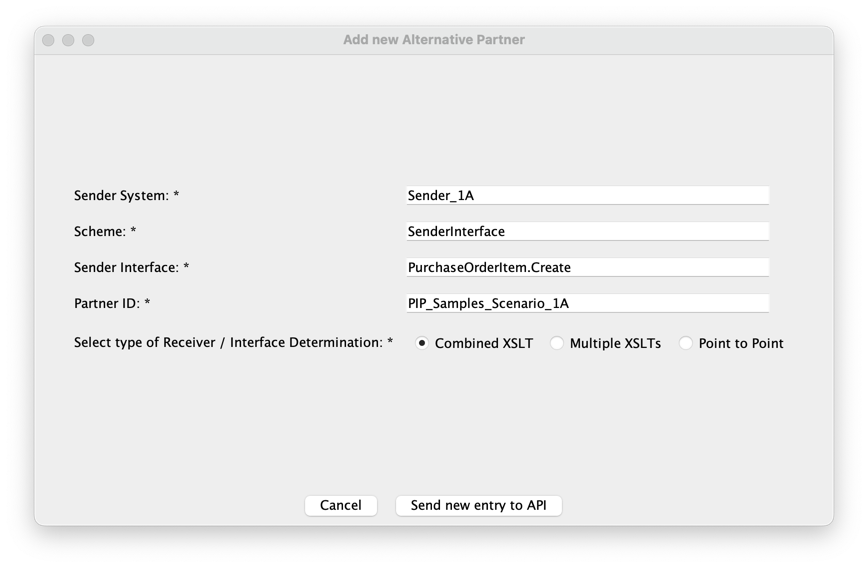 Add new Alternative Partner
Sender System: * Sender_1A
Scheme: * SenderInterface
Sender Interface: * PurchaseOrderItem.Create
Partner ID: * PIP_Samples_Scenario_1A
Select type of Receiver / Interface Determination: * Combined XSLT Multiple XSLTs Point to Point
Cancel Send new entry to API